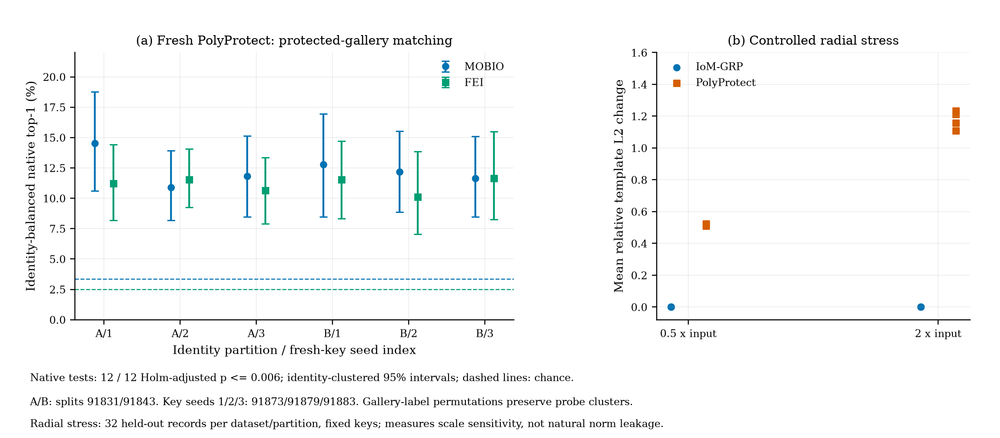 (a) Fresh PolyProtect: protected-gallery matching
Identity-balanced native top-1 (%)
20.0
17.5
15.0
12.5
10.0
7.5
5.0
2.5
0.0
MOBIO
FEI
A/1
A/2
A/3
B/1
B/2
B/3
Identity partition / fresh-key seed index
(b) Controlled radial stress
Mean relative template L2 change
1.6
1.4
1.2
1.0
0.8
0.6
0.4
0.2
0.0
IoM-GRP
PolyProtect
0.5 x input
2 x input
Native tests: 12 / 12 Holm-adjusted p <= 0.006; identity-clustered 95% intervals; dashed lines: chance.
A/B: splits 91831/91843. Key seeds 1/2/3: 91873/91879/91883. Gallery-label permutations preserve probe clusters.
Radial stress: 32 held-out records per dataset/partition, fixed keys; measures scale sensitivity, not natural norm leakage.